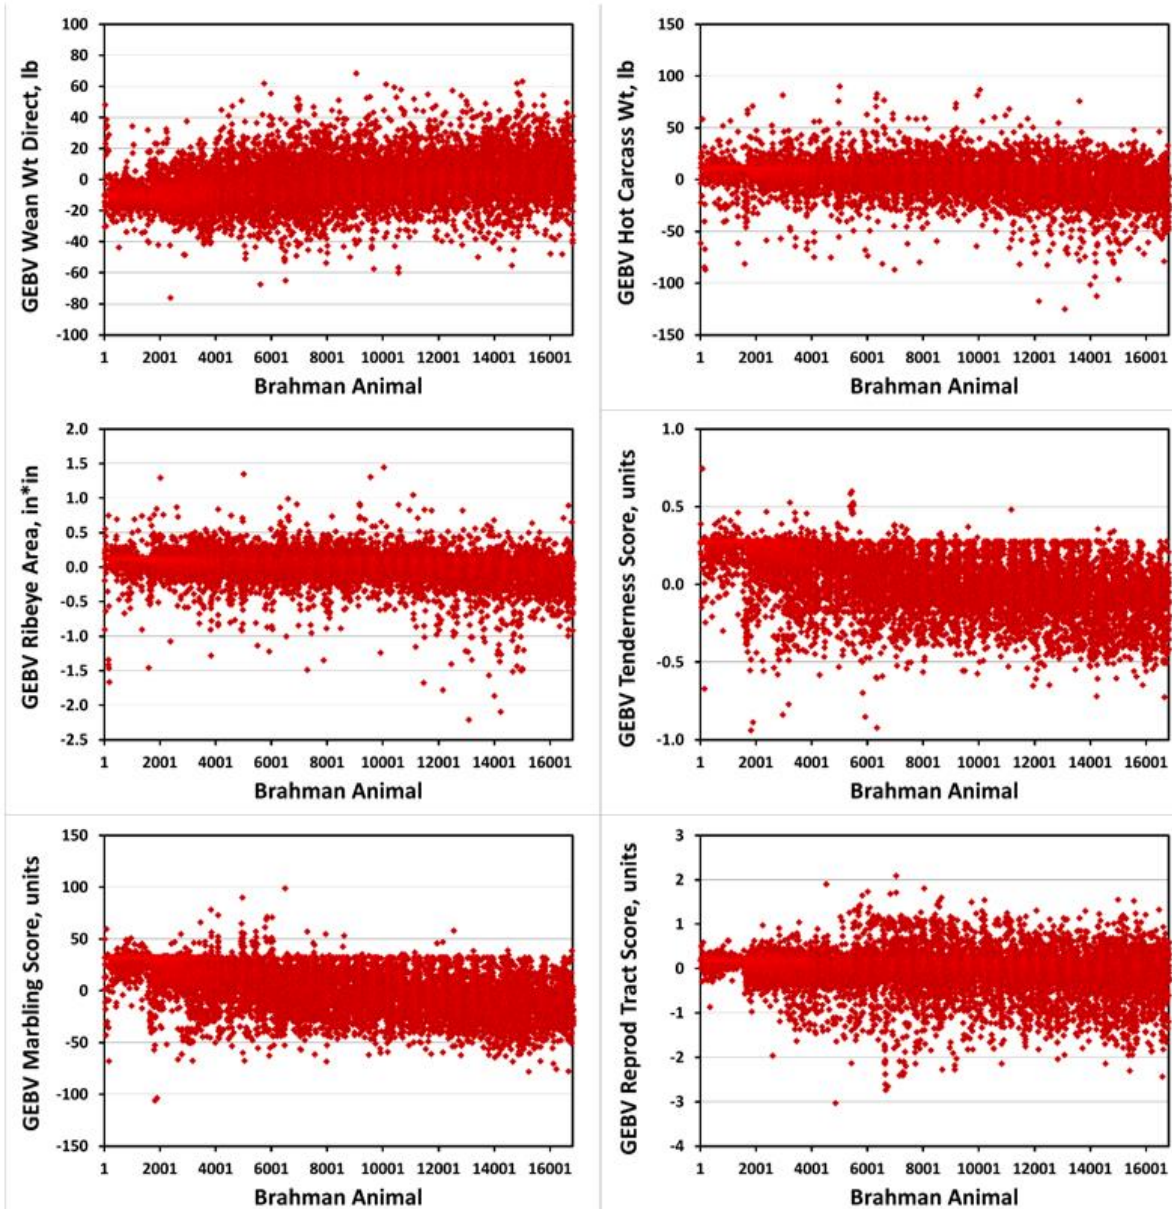 GEBV Wean Wt Direct, lb
100
80
60
40
20
0
-20
-40
-60
-80
-100
1 2001 4001 6001 8001 10001 12001 14001 16001
Brahman Animal
GEBV Hot Carcass Wt, lb
150
100
50
0
-50
-100
-150
1 2001 4001 6001 8001 10001 12001 14001 16001
Brahman Animal
GEBV Ribeye Area, in*in
2.0
1.5
1.0
0.5
0.0
-0.5
-1.0
-1.5
-2.0
-2.5
1 2001 4001 6001 8001 10001 12001 14001 16001
Brahman Animal
GEBV Tenderness Score, units
1.0
0.5
0.0
-0.5
-1.0
1 2001 4001 6001 8001 10001 12001 14001 16001
Brahman Animal
GEBV Marbling Score, units
150
100
50
0
-50
-100
-150
1 2001 4001 6001 8001 10001 12001 14001 16001
Brahman Animal
GEBV Reprod Tract Score, units
3
2
1
0
-1
-2
-3
-4
1 2001 4001 6001 8001 10001 12001 14001 16001
Brahman Animal